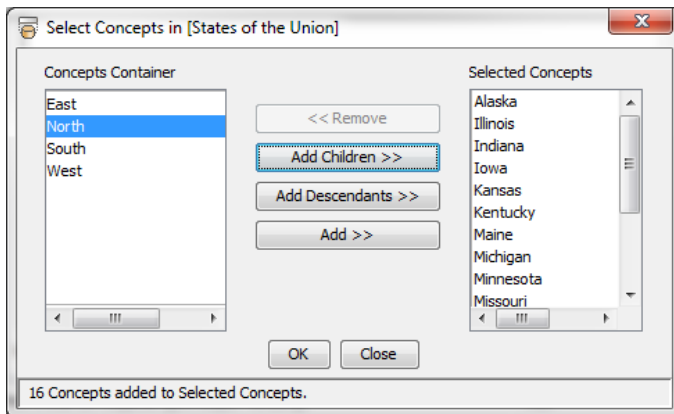 Select Concepts in [States of the Union]
Concepts Container
East
North
South
West
<< Remove
Add Children >>
Add Descendants >>
Add >>
Selected Concepts
Alaska
Illinois
Indiana
Iowa
Kansas
Kentucky
Maine
Michigan
Minnesota
Missouri
OK
Close
16 Concepts added to Selected Concepts.